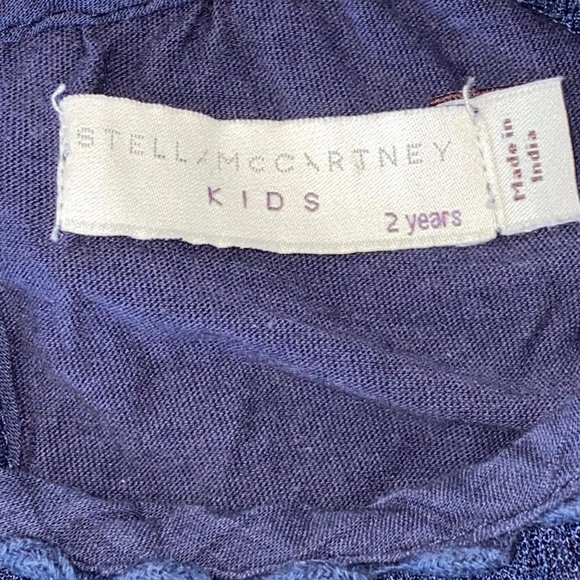 STELLA McCARTNEY
KIDS
2 years
Made in
India